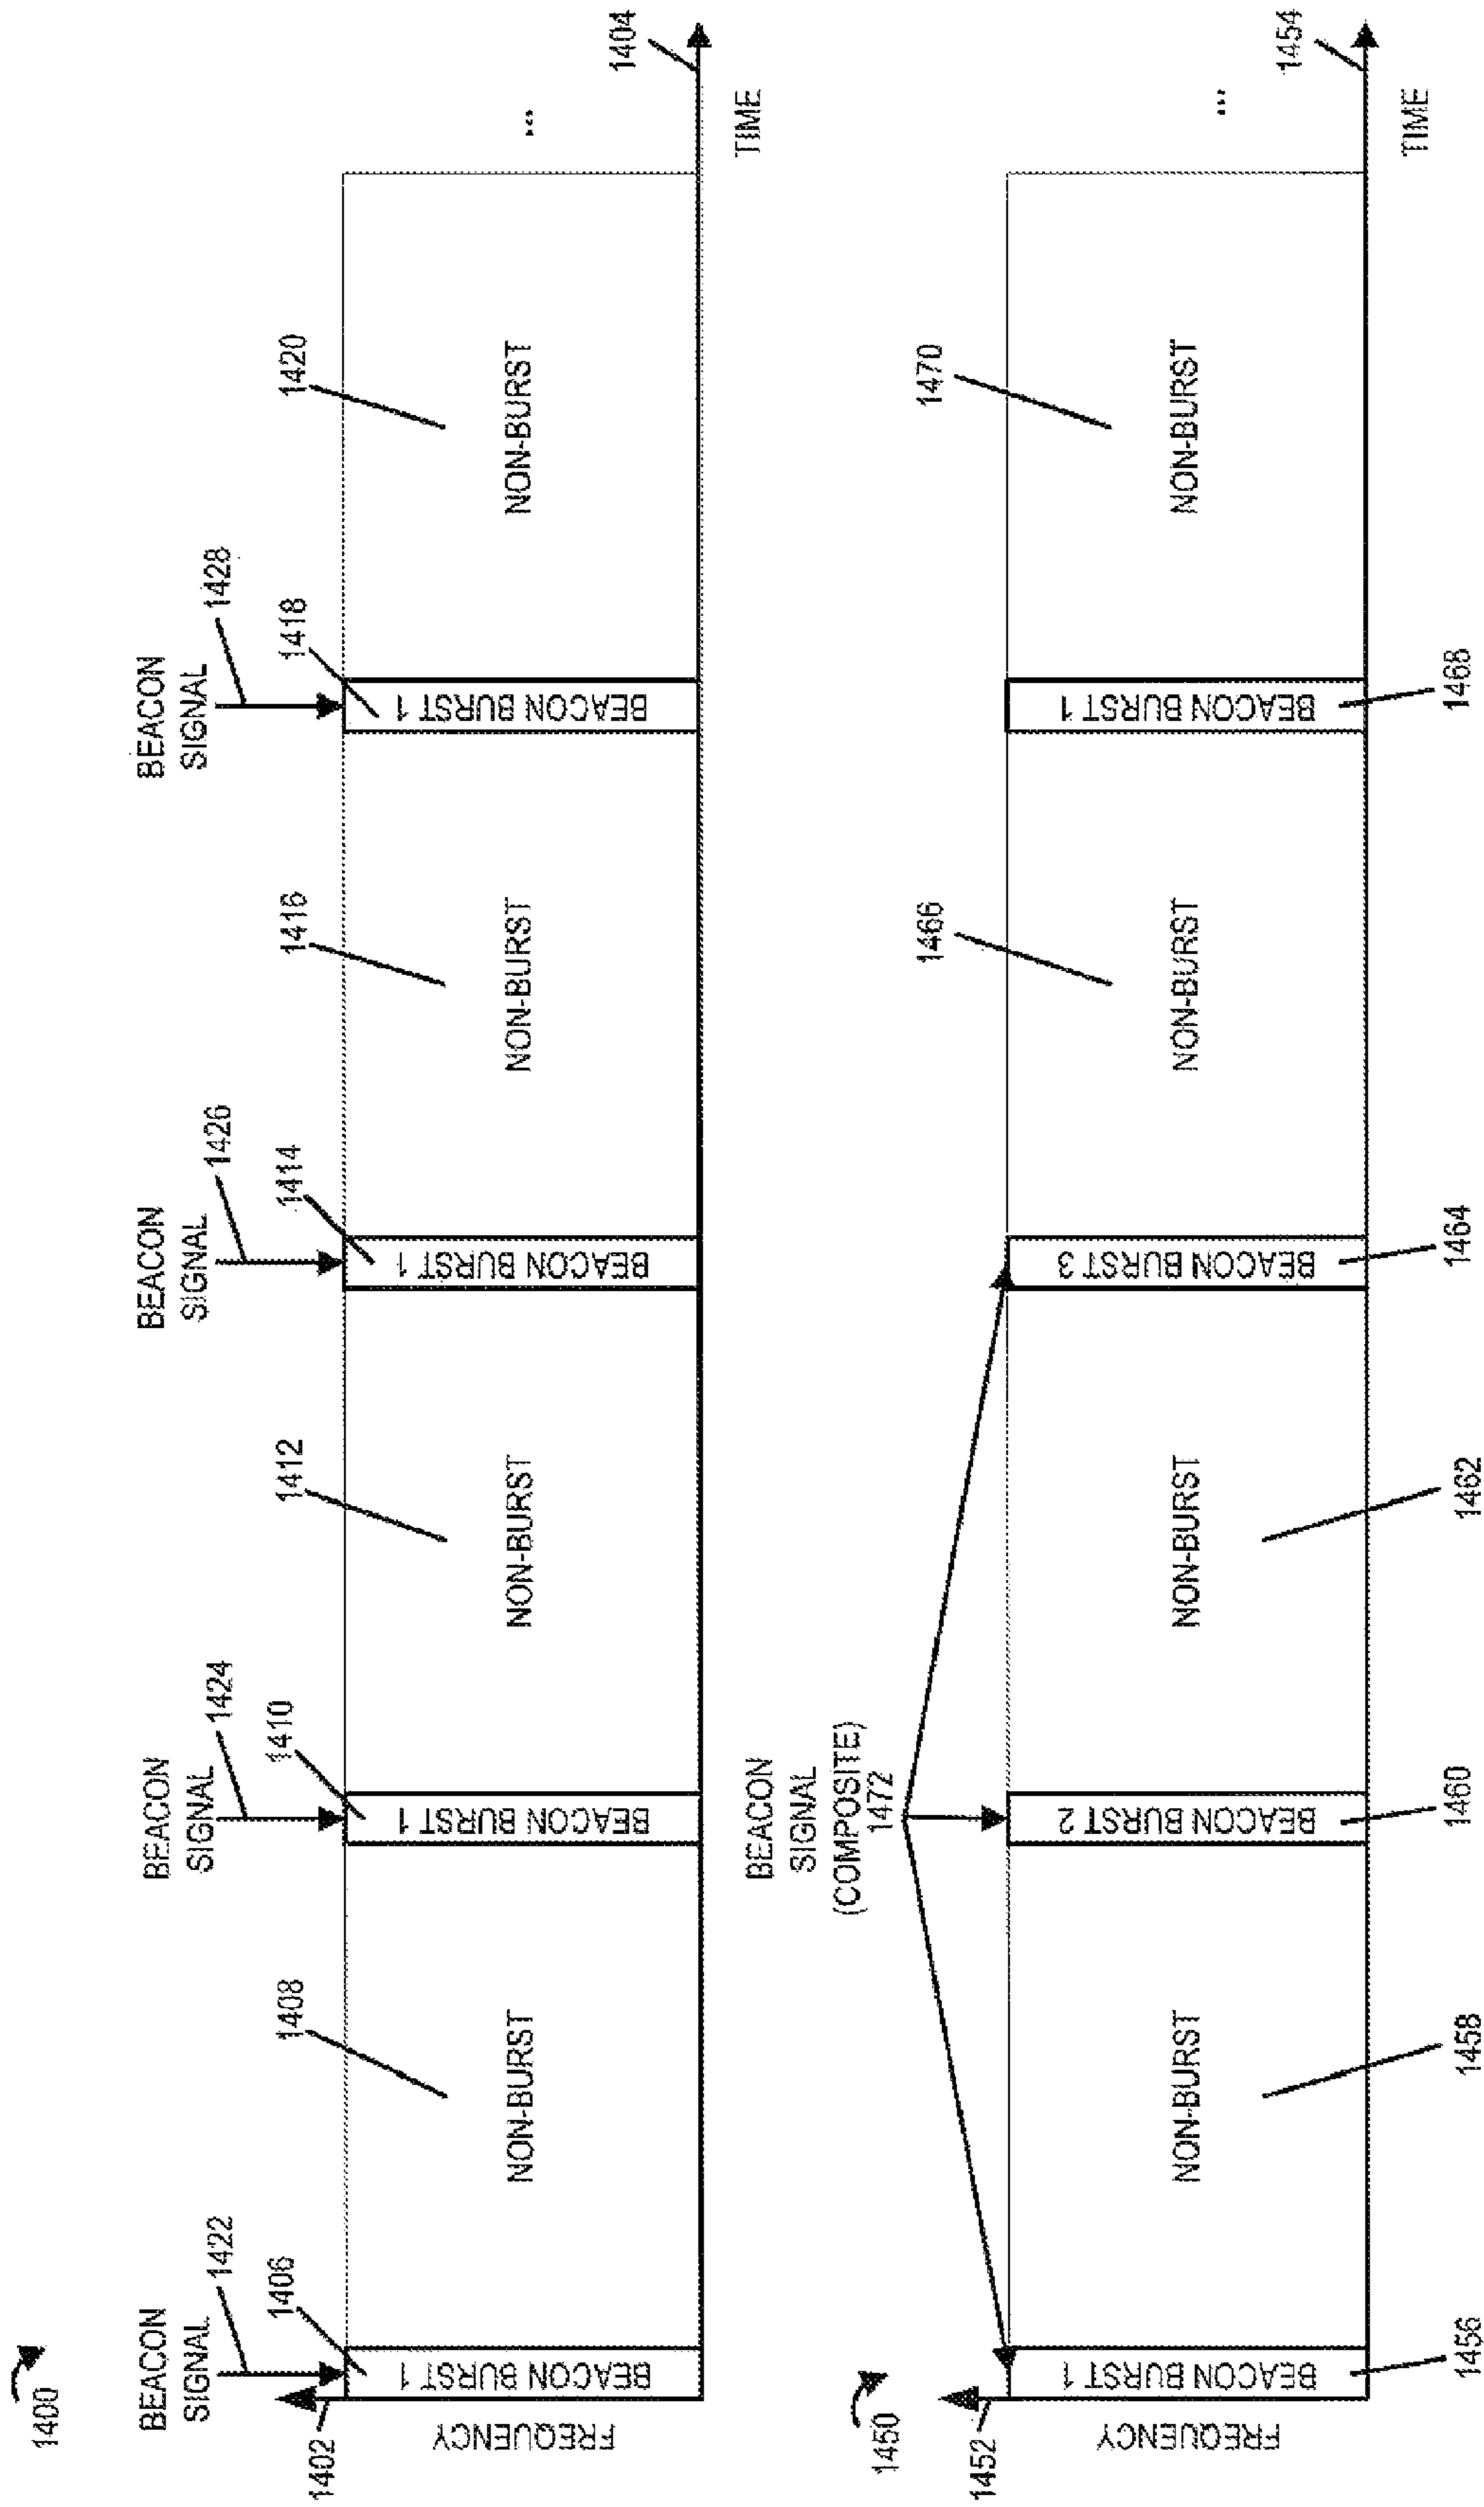 1400
BEACON
SIGNAL
1422
BEACON
SIGNAL
1424
BEACON
SIGNAL
1426
BEACON
SIGNAL
1428
1402
1406
1408
1410
1412
1414
1416
1418
1420
FREQUENCY
BEACON BURST 1
NON-BURST
BEACON BURST 1
NON-BURST
BEACON BURST 1
NON-BURST
BEACON BURST 1
NON-BURST
...
1404
TIME
1450
BEACON
SIGNAL
(COMPOSITE)
1472
1452
1466
1470
FREQUENCY
BEACON BURST 1
NON-BURST
BEACON BURST 2
NON-BURST
BEACON BURST 3
NON-BURST
BEACON BURST 1
NON-BURST
...
1454
TIME
1456
1458
1460
1462
1464
1468